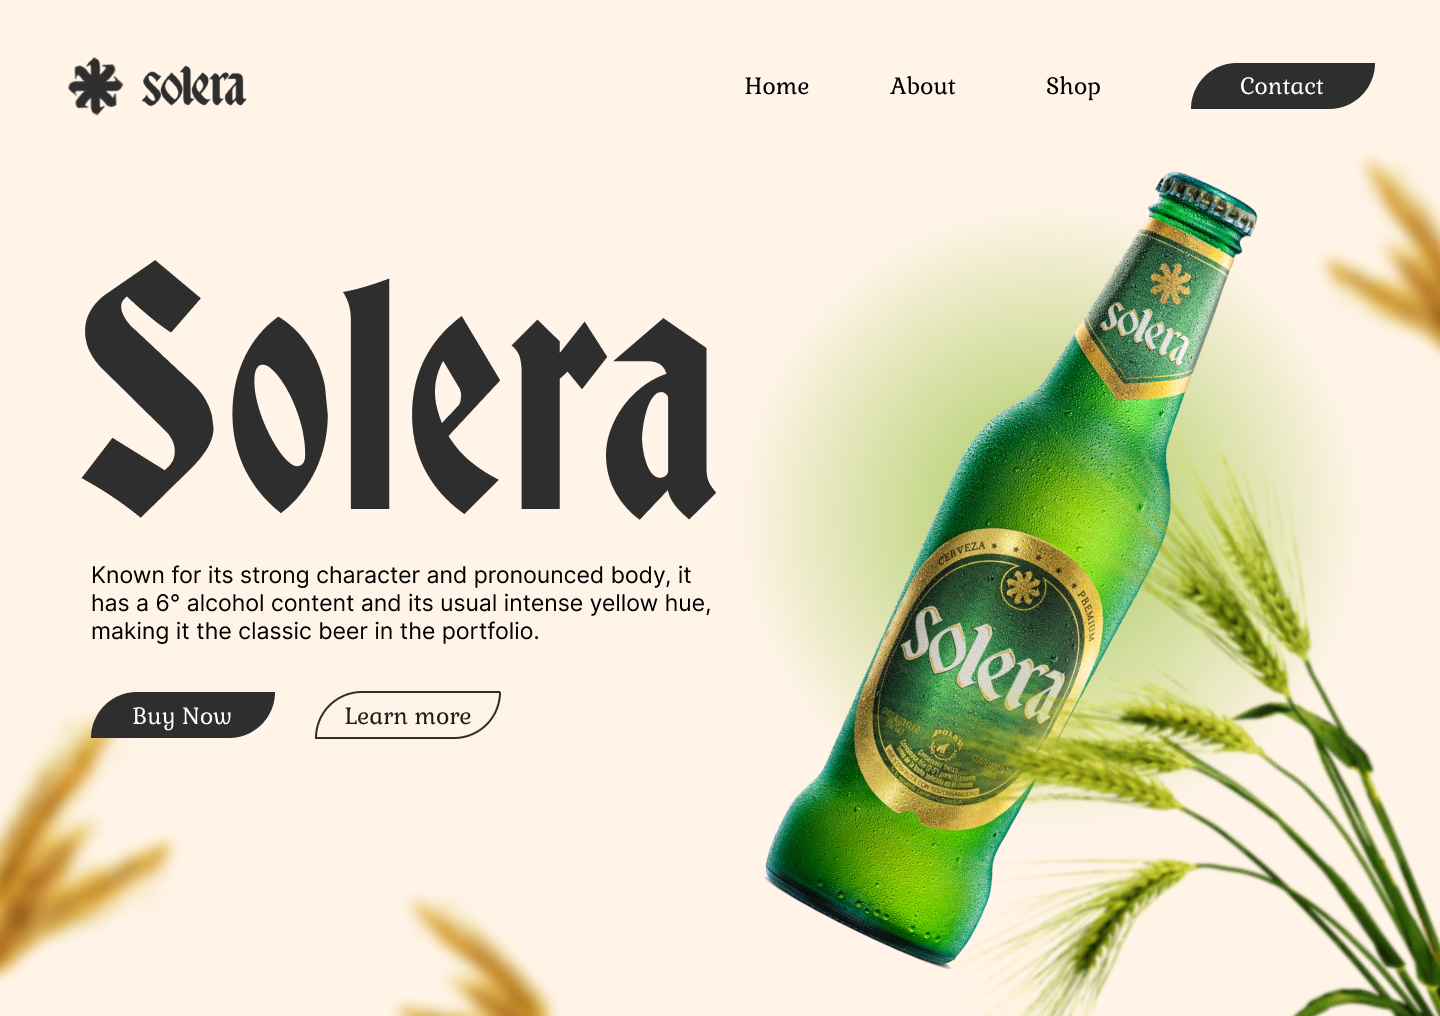 solera
Home
About
Shop
Contact
Solera
Known for its strong character and pronounced body, it
has a 6° alcohol content and its usual intense yellow hue,
making it the classic beer in the portfolio.
Buy Now
Learn more
solera
CERVEZA ★ ★ ★ ★ ★ ★ PREMIUM
solera
POLAR